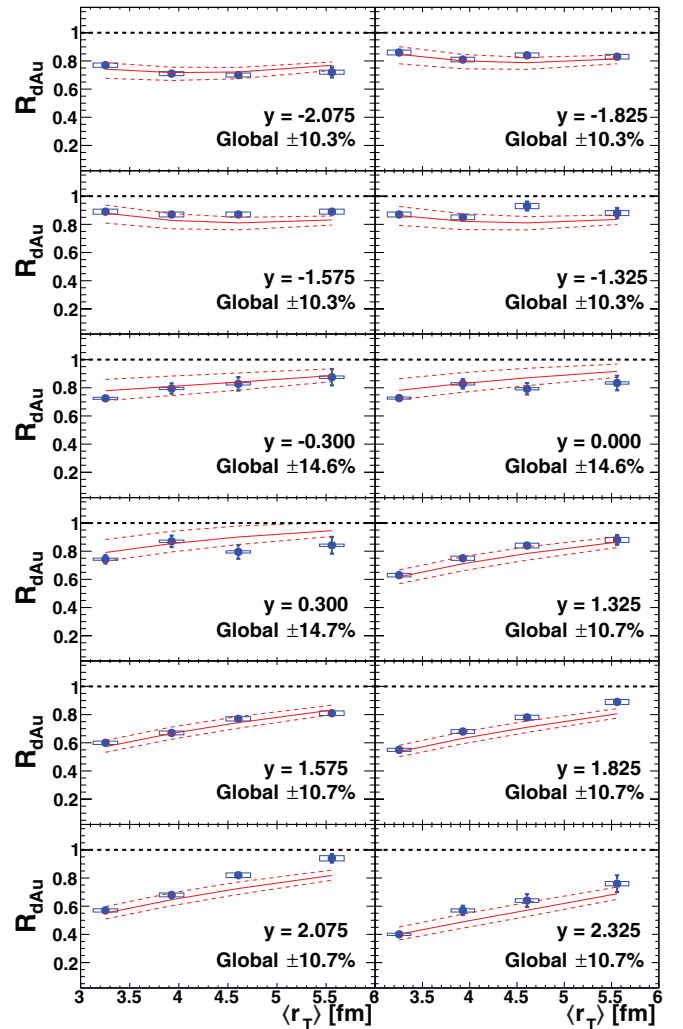 R_dAu
1
0.8
0.6
0.4
0.2
y = -2.075
Global ±10.3%
y = -1.825
Global ±10.3%
R_dAu
1
0.8
0.6
0.4
0.2
y = -1.575
Global ±10.3%
y = -1.325
Global ±10.3%
R_dAu
1
0.8
0.6
0.4
0.2
y = -0.300
Global ±14.6%
y = 0.000
Global ±14.6%
R_dAu
1
0.8
0.6
0.4
0.2
y = 0.300
Global ±14.7%
y = 1.325
Global ±10.7%
R_dAu
1
0.8
0.6
0.4
0.2
y = 1.575
Global ±10.7%
y = 1.825
Global ±10.7%
R_dAu
1
0.8
0.6
0.4
0.2
y = 2.075
Global ±10.7%
y = 2.325
Global ±10.7%
3 3.5 4 4.5 5 5.5 6 3.5 4 4.5 5 5.5 6
⟨r_T⟩ [fm] ⟨r_T⟩ [fm]